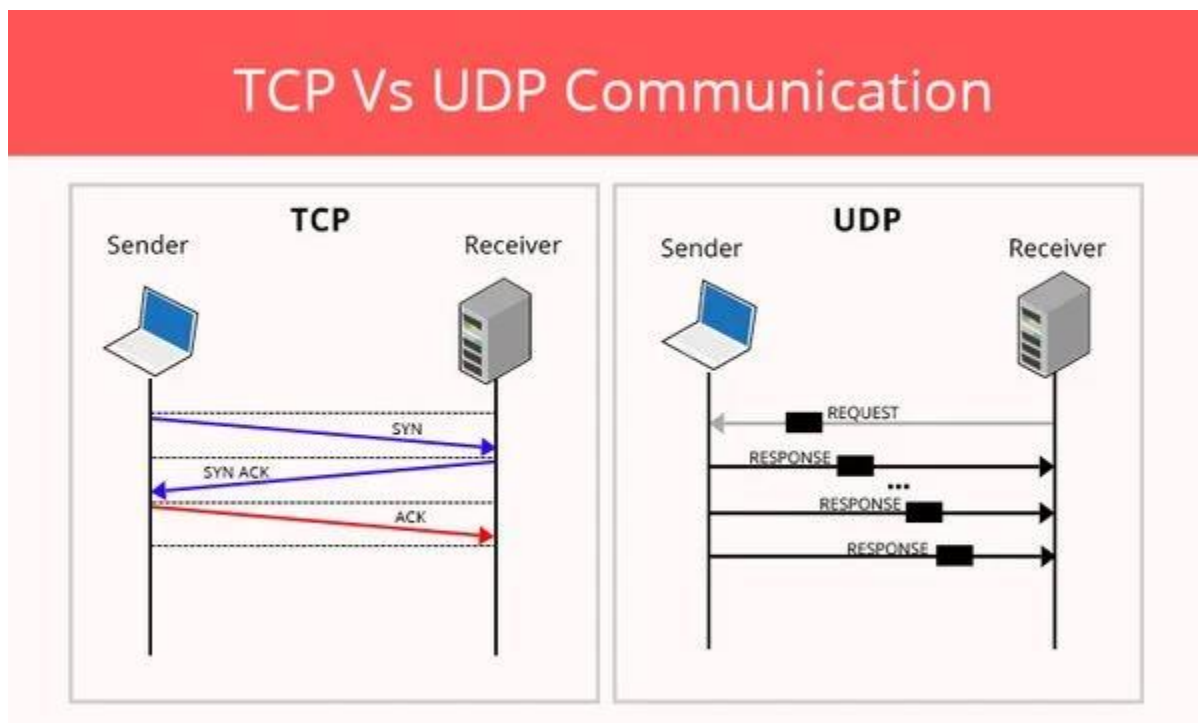 TCP Vs UDP Communication
TCP
Sender
Receiver
SYN
SYN ACK
ACK
UDP
Sender
Receiver
REQUEST
RESPONSE
...
RESPONSE
RESPONSE